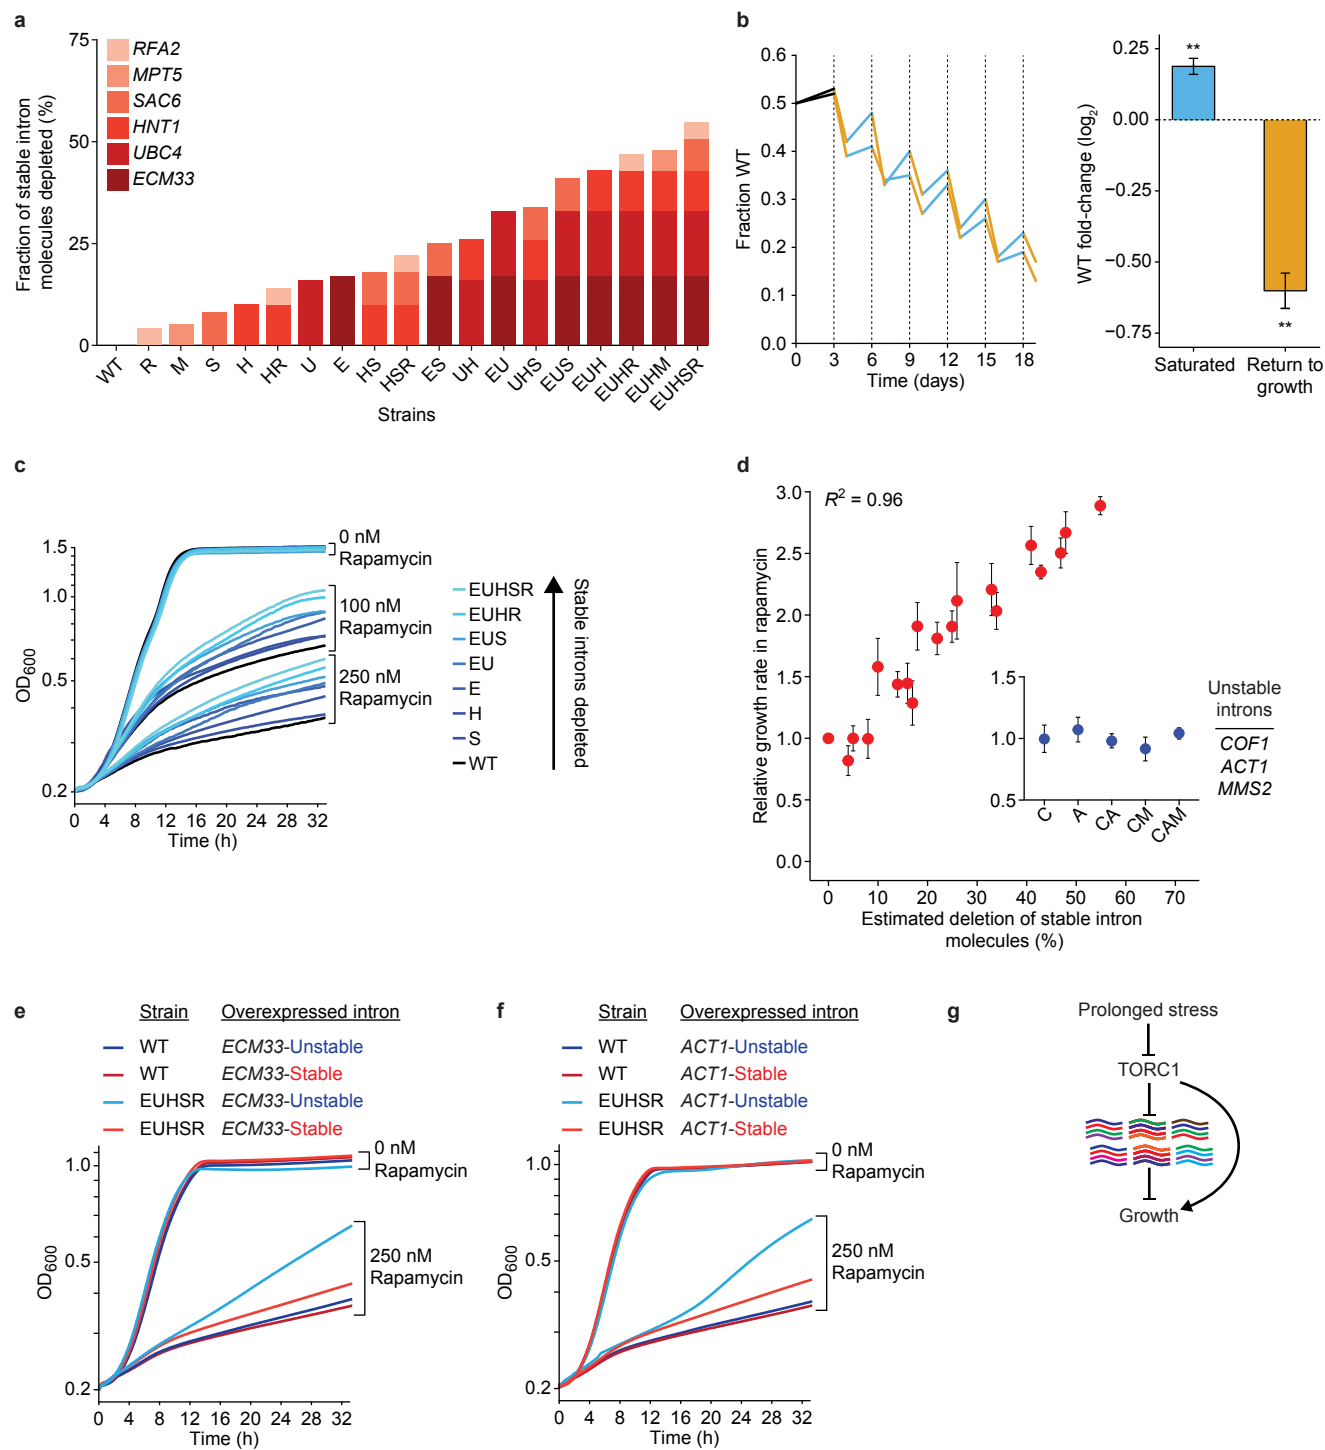 a
75
50
25
0
Fraction of stable intron
molecules depleted (%)
RFA2
MPT5
SAC6
HNT1
UBC4
ECM33
WT
R
M
S
H
HR
U
E
HS
HSR
ES
UH
EU
UHS
EUS
EUH
EUHR
EUHM
EUHSR
Strains
b
0.6
0.5
0.4
0.3
0.2
0.1
0.0
Fraction WT
0
3
6
9
12
15
18
Time (days)
0.25
0.00
−0.25
−0.50
−0.75
WT fold-change (log2)
**
**
Saturated
Return to
growth
c
1.5
1.0
0.5
0.2
OD600
0 4 8 12 16 20 24 28 32
Time (h)
0 nM
Rapamycin
100 nM
Rapamycin
250 nM
Rapamycin
EUHSR
EUHR
EUS
EU
E
H
S
WT
Stable introns depleted
d
3.0
2.5
2.0
1.5
1.0
0.5
0.0
Relative growth rate in rapamycin
R2 = 0.96
0 10 20 30 40 50 60 70
Estimated deletion of stable intron
molecules (%)
1.5
1.0
0.5
C
A
CA
CM
CAM
Unstable
introns
COF1
ACT1
MMS2
e
Strain Overexpressed intron
WT ECM33-Unstable
WT ECM33-Stable
EUHSR ECM33-Unstable
EUHSR ECM33-Stable
1.0
0.5
0.2
OD600
0 4 8 12 16 20 24 28 32
Time (h)
0 nM
Rapamycin
250 nM
Rapamycin
f
Strain Overexpressed intron
WT ACT1-Unstable
WT ACT1-Stable
EUHSR ACT1-Unstable
EUHSR ACT1-Stable
1.0
0.5
0.2
OD600
0 4 8 12 16 20 24 28 32
Time (h)
0 nM
Rapamycin
250 nM
Rapamycin
g
Prolonged stress
TORC1
Growth